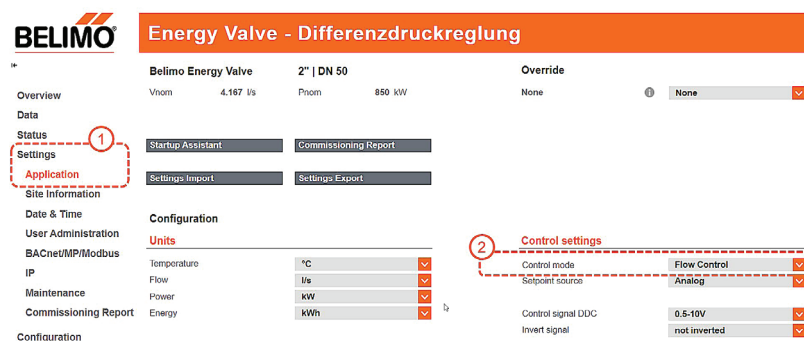 BELIMO
Energy Valve - Differenzdruckreglung
Belimo Energy Valve 2" | DN 50 Override
Vnom 4.167 l/s Pnom 850 kW None None
Overview
Data
Status
1
Settings
Application
Site Information
Date & Time
User Administration
BACnet/MP/Modbus
IP
Maintenance
Commissioning Report
Configuration
Startup Assistant Commissioning Report
Settings Import Settings Export
Configuration
Units
Temperature °C
Flow l/s
Power kW
Energy kWh
2
Control settings
Control mode Flow Control
Setpoint source Analog
Control signal DDC 0.5-10V
Invert signal not inverted